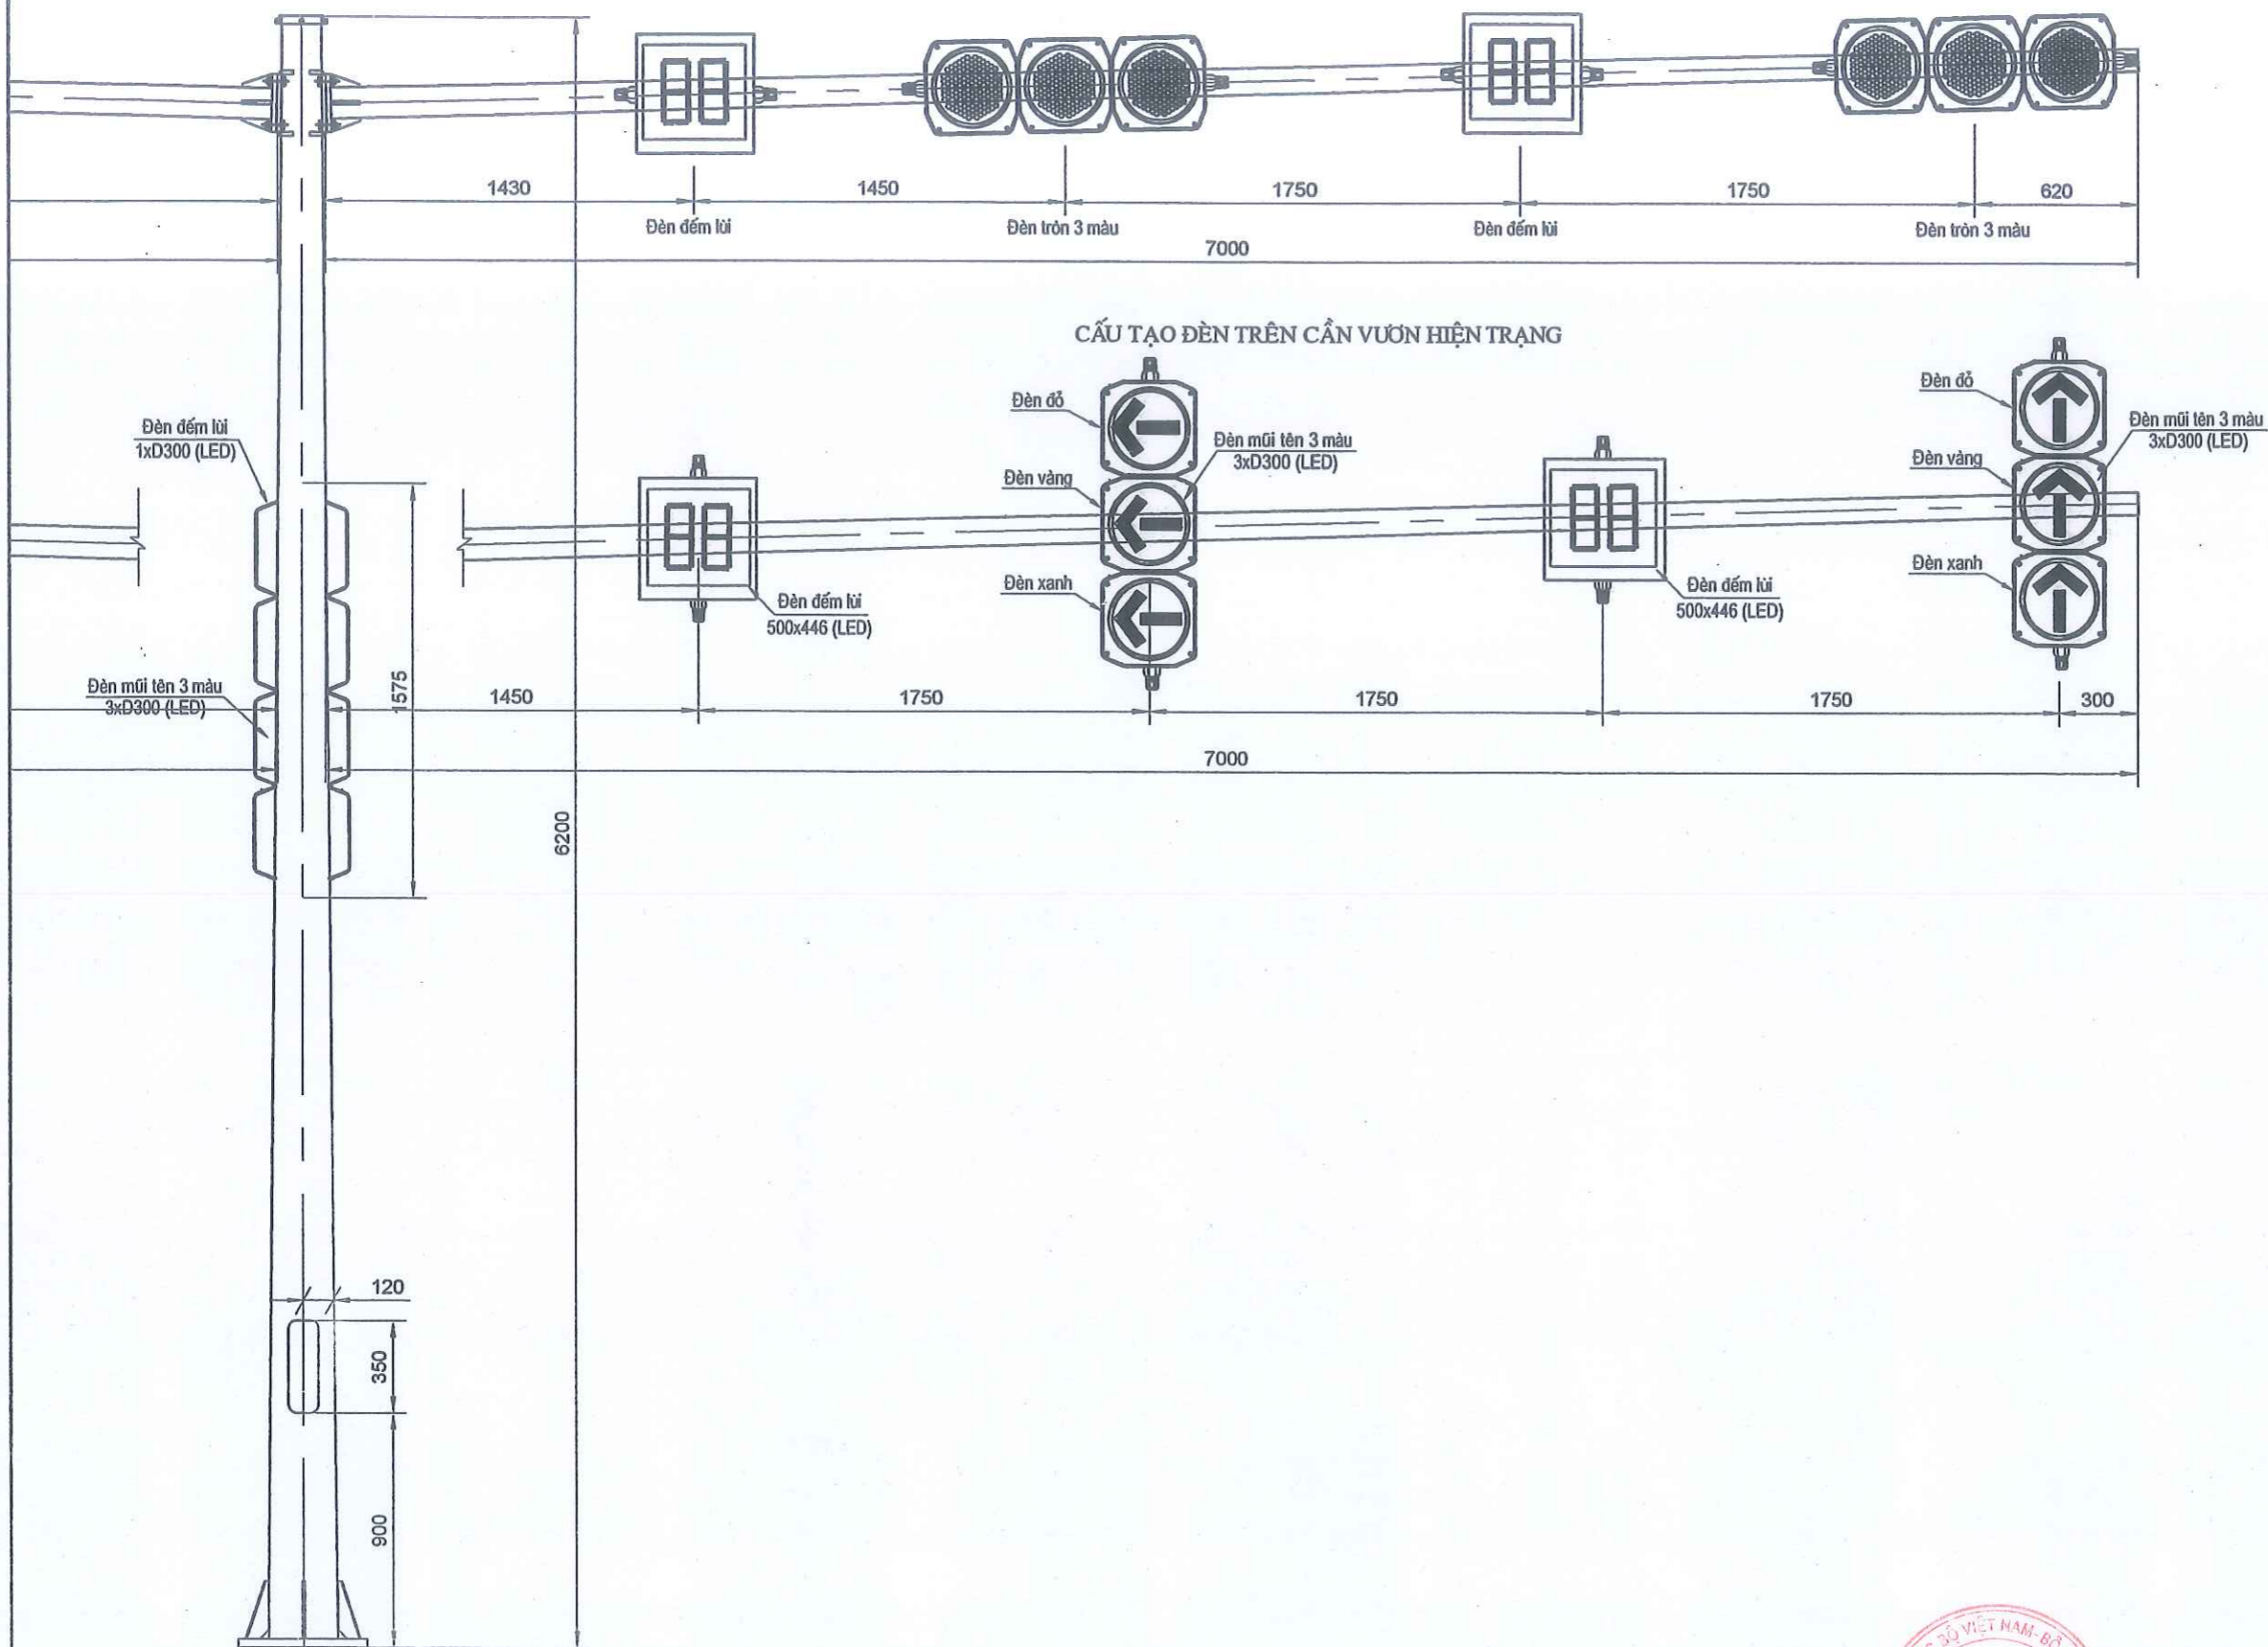 1430
1450
1750
1750
620
Đèn đếm lùi
Đèn tròn 3 màu
Đèn đếm lùi
Đèn tròn 3 màu
7000
CẤU TẠO ĐÈN TRÊN CẦN VƯƠN HIỆN TRẠNG
Đèn đếm lùi
1xD300 (LED)
Đèn đỏ
Đèn mũi tên 3 màu
3xD300 (LED)
Đèn vàng
Đèn xanh
Đèn đỏ
Đèn mũi tên 3 màu
3xD300 (LED)
Đèn vàng
Đèn xanh
Đèn đếm lùi
500x446 (LED)
Đèn đếm lùi
500x446 (LED)
Đèn mũi tên 3 màu
3xD300 (LED)
1575
1450
1750
1750
1750
300
7000
6200
120
350
900
BỘ VIỆT NAM-BỘ